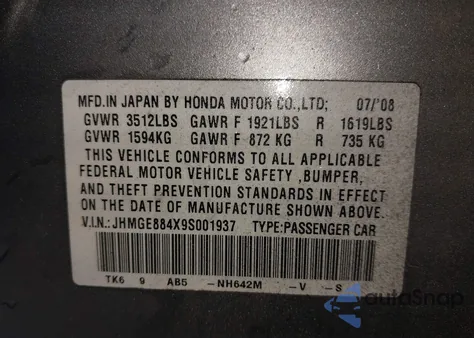 MFD.IN JAPAN BY HONDA MOTOR CO.,LTD; 07/'08
GVWR 3512LBS GAWR F 1921LBS R 1619LBS
GVWR 1594KG GAWR F 872 KG R 735 KG
THIS VEHICLE CONFORMS TO ALL APPLICABLE
FEDERAL MOTOR VEHICLE SAFETY ,BUMPER,
AND THEFT PREVENTION STANDARDS IN EFFECT
ON THE DATE OF MANUFACTURE SHOWN ABOVE.
V.I.N.: JHMGE884X9S001937 TYPE:PASSENGER CAR
TK6 9 AB5 -NH642M -V -S
autoSnap